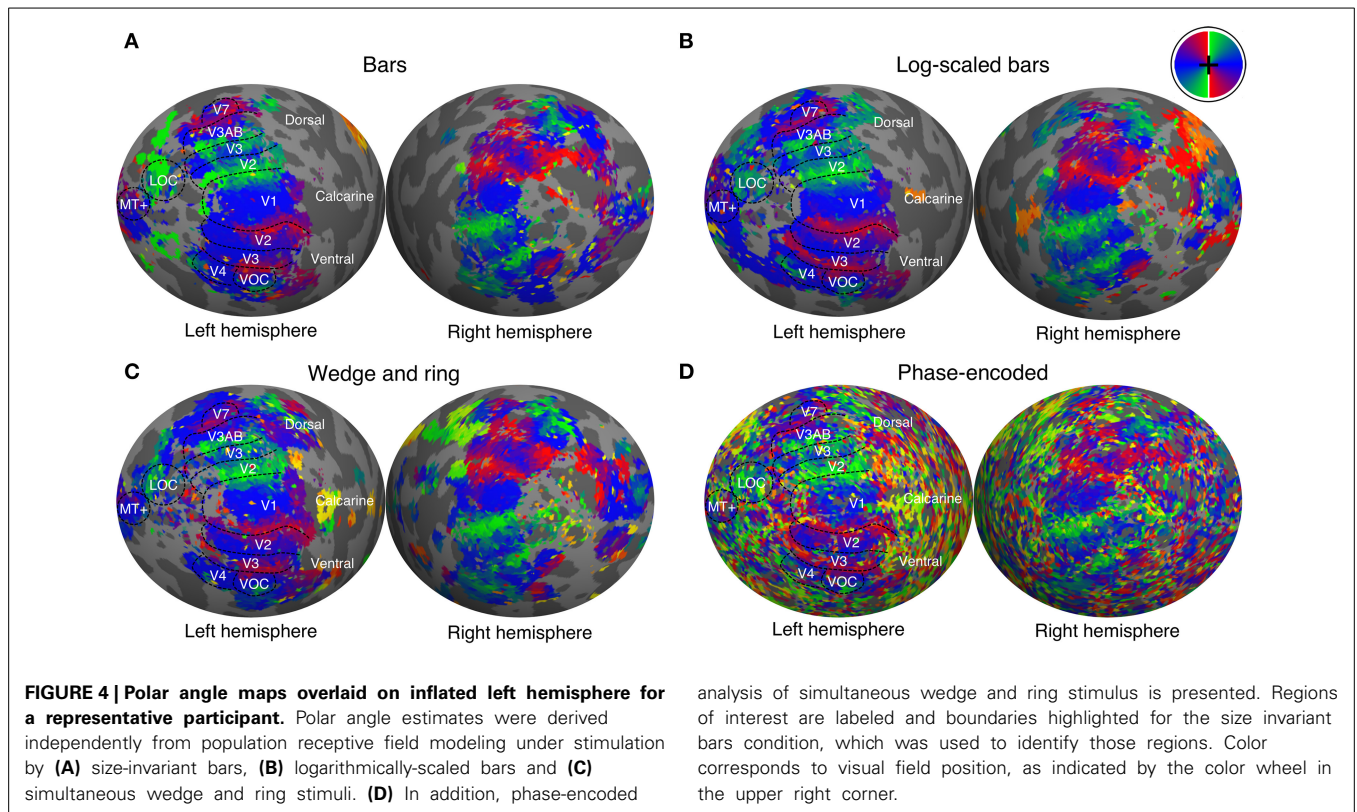 A
Bars
V7
V3AB
V3
V2
LOC
MT+
V1
V2
V3
V4
VOC
Dorsal
Calcarine
Ventral
Left hemisphere
Right hemisphere
B
Log-scaled bars
V7
V3AB
V3
V2
LOC
MT+
V1
V2
V3
V4
VOC
Dorsal
Calcarine
Ventral
Left hemisphere
Right hemisphere
C
Wedge and ring
V7
V3AB
V3
V2
LOC
MT+
V1
V2
V3
V4
VOC
Dorsal
Calcarine
Ventral
Left hemisphere
Right hemisphere
D
Phase-encoded
V7
V3AB
V3
V2
LOC
MT+
V1
V2
V3
V4
VOC
Dorsal
Calcarine
Ventral
Left hemisphere
Right hemisphere
FIGURE 4 | Polar angle maps overlaid on inflated left hemisphere for
a representative participant. Polar angle estimates were derived
independently from population receptive field modeling under stimulation
by (A) size-invariant bars, (B) logarithmically-scaled bars and (C)
simultaneous wedge and ring stimuli. (D) In addition, phase-encoded
analysis of simultaneous wedge and ring stimulus is presented. Regions
of interest are labeled and boundaries highlighted for the size invariant
bars condition, which was used to identify those regions. Color
corresponds to visual field position, as indicated by the color wheel in
the upper right corner.